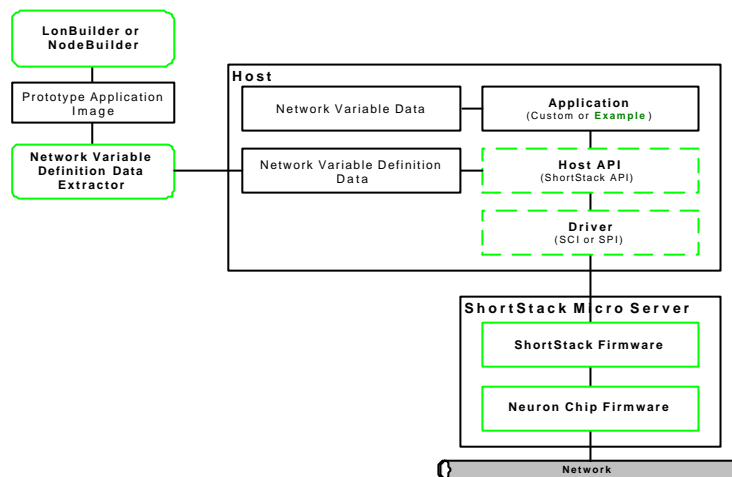 LonBuilder or
NodeBuilder
Prototype Application
Image
Network Variable
Definition Data
Extractor
Host
Network Variable Data
Application
(Custom or Example)
Network Variable Definition
Data
Host API
(ShortStack API)
Driver
(SCI or SPI)
ShortStack Micro Server
ShortStack Firmware
Neuron Chip Firmware
Network